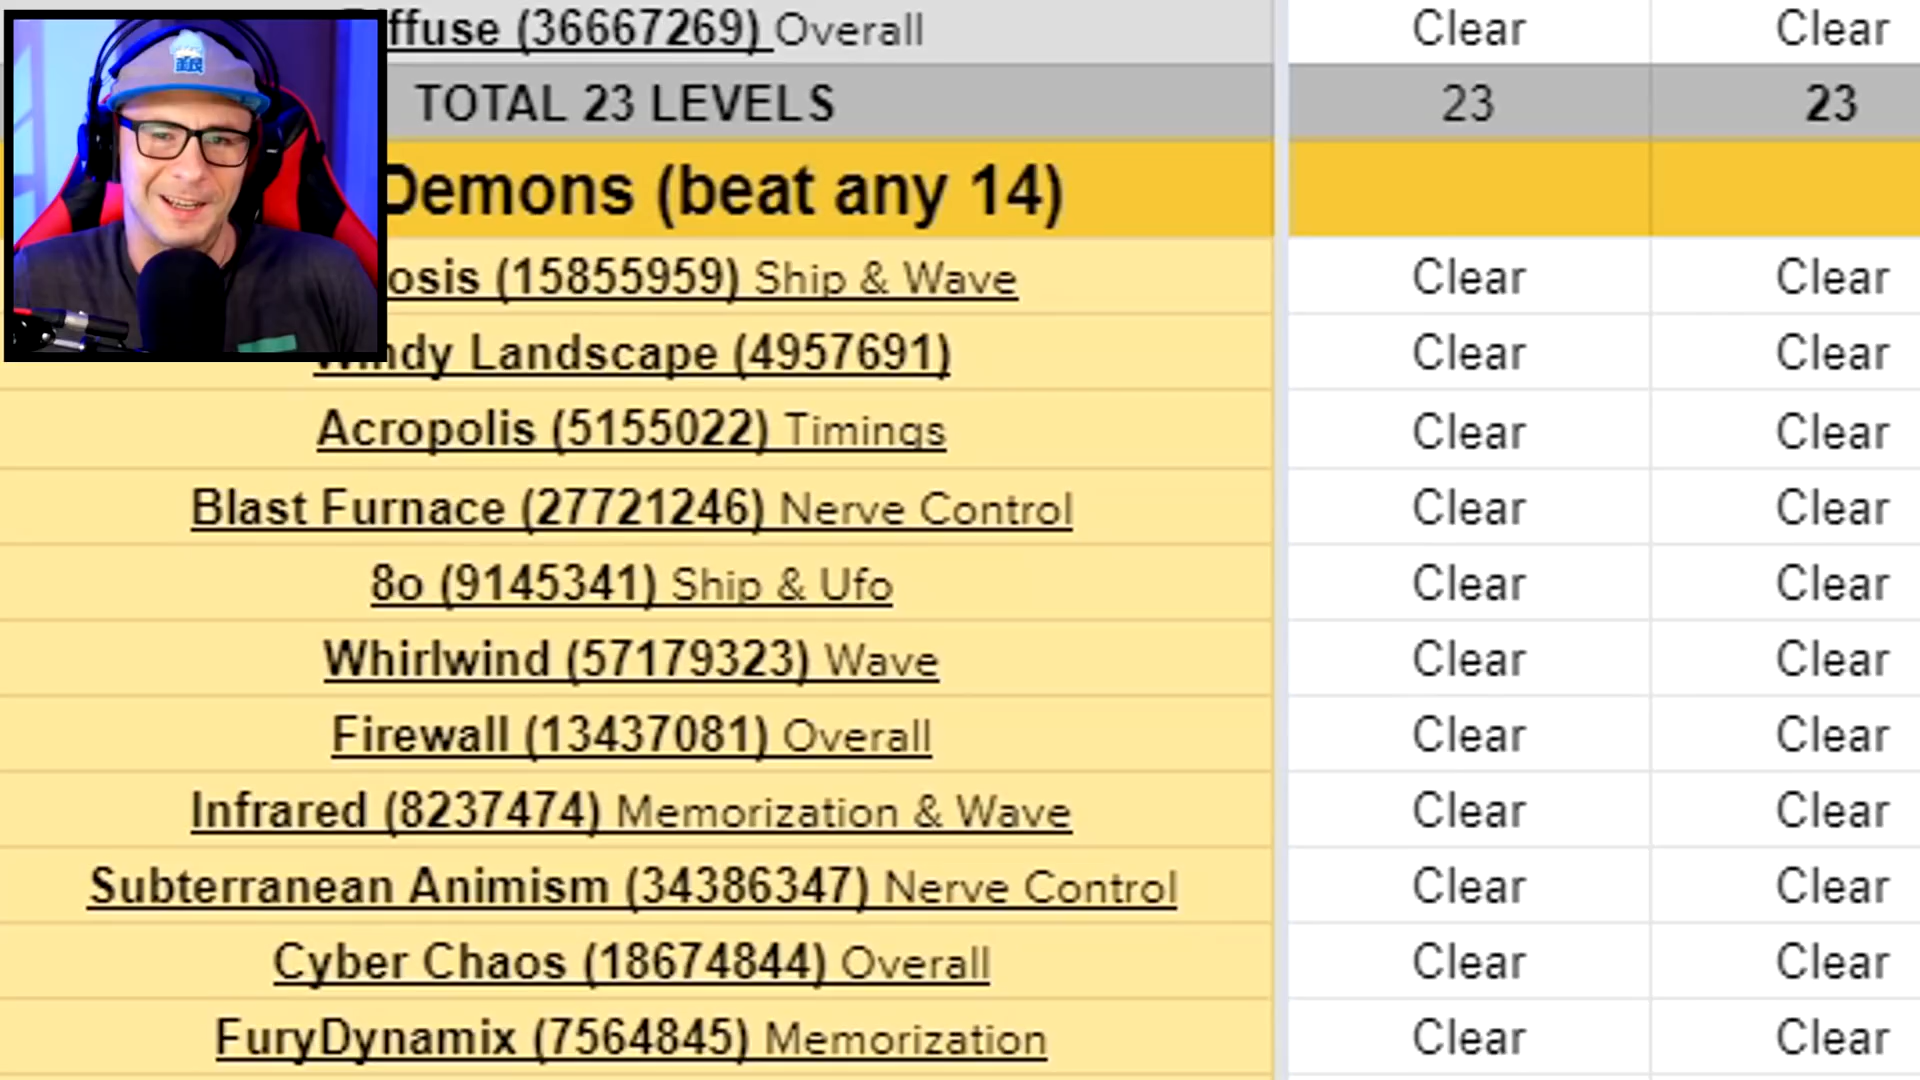 ffuse (36667269) Overall Clear Clear
TOTAL 23 LEVELS 23 23
Demons (beat any 14)
osis (15855959) Ship & Wave Clear Clear
Landscape (4957691) Clear Clear
Acropolis (5155022) Timings Clear Clear
Blast Furnace (27721246) Nerve Control Clear Clear
8o (9145341) Ship & Ufo Clear Clear
Whirlwind (57179323) Wave Clear Clear
Firewall (13437081) Overall Clear Clear
Infrared (8237474) Memorization & Wave Clear Clear
Subterranean Animism (34386347) Nerve Control Clear Clear
Cyber Chaos (18674844) Overall Clear Clear
FuryDynamix (7564845) Memorization Clear Clear